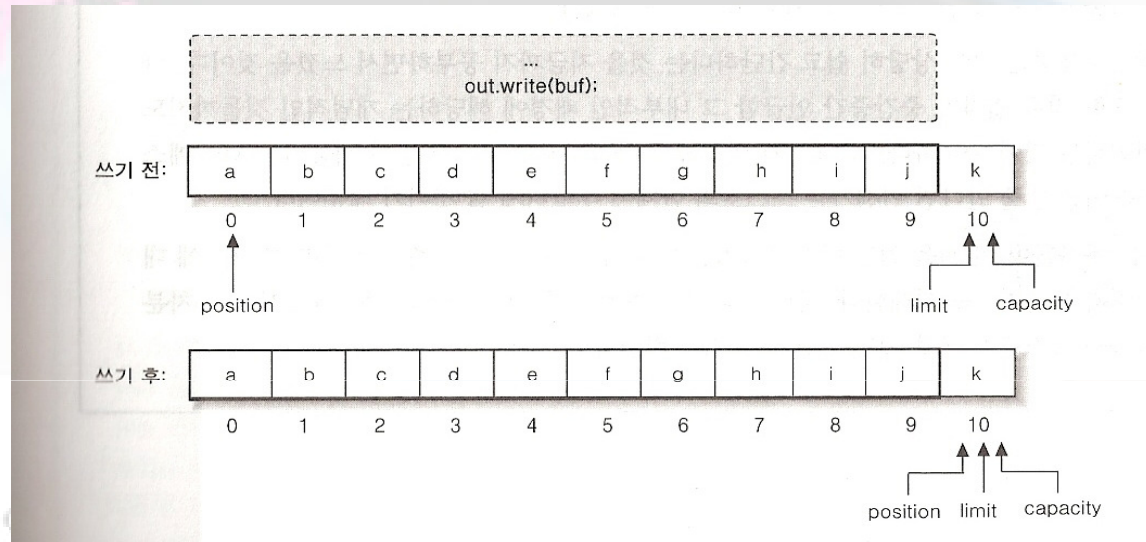 ...
out.write(buf);
쓰기 전: a b c d e f g h i j k
0 1 2 3 4 5 6 7 8 9 10
position limit capacity
쓰기 후: a b c d e f g h i j k
0 1 2 3 4 5 6 7 8 9 10
position limit capacity